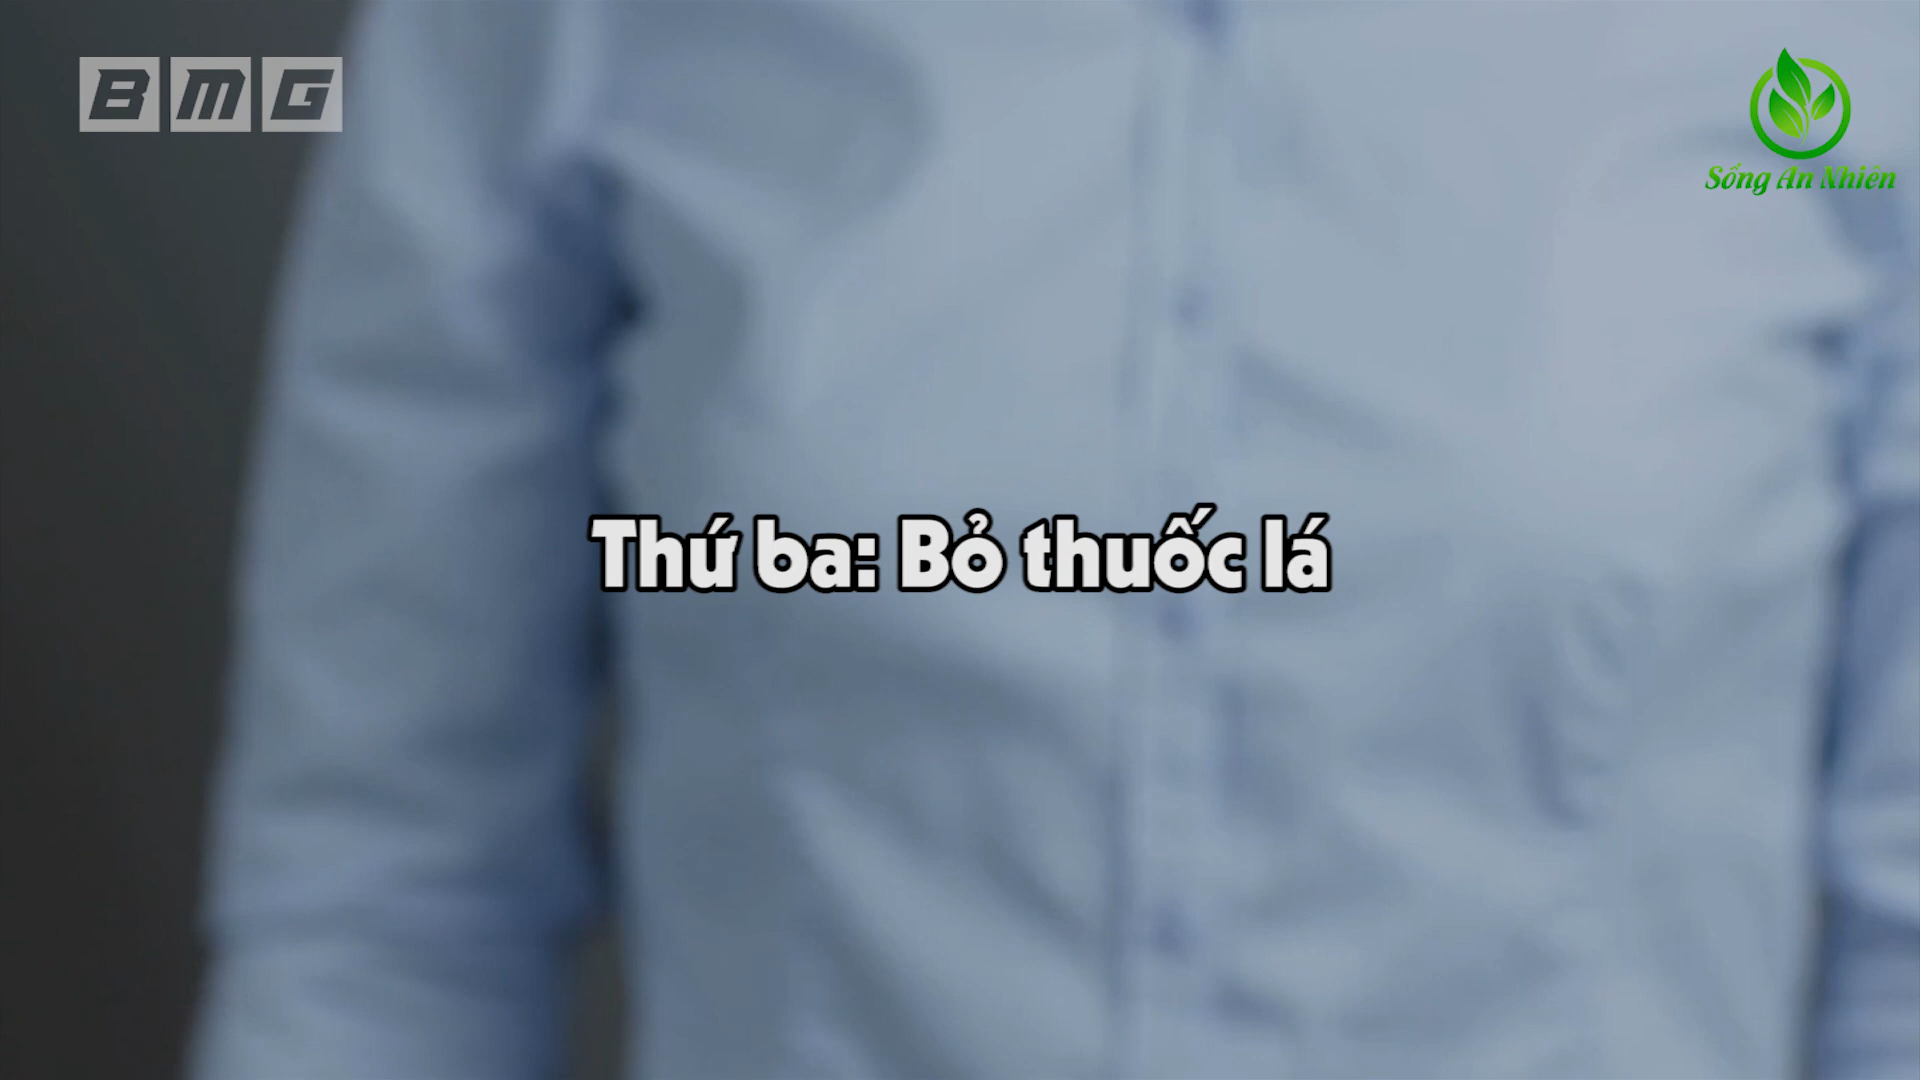 BMG
Sống An Nhiên
Thứ ba: Bỏ thuốc lá